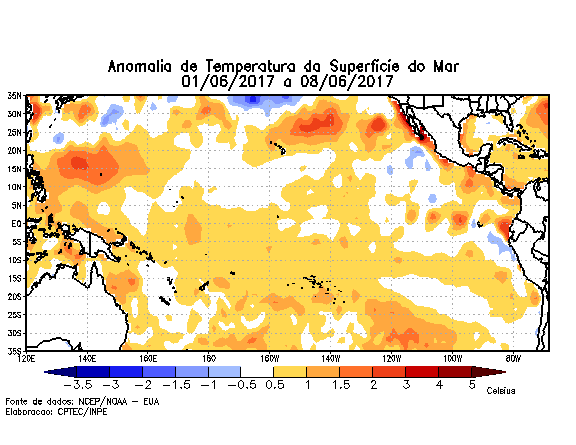 Anomalia de Temperatura da Superfície do Mar
01/06/2017 a 08/06/2017
35N
30N
25N
20N
15N
10N
5N
EQ
5S
10S
15S
20S
25S
30S
35S
120E 140E 160E 180 160W 140W 120W 100W 80W
-3.5 -3 -2 -1.5 -1 -0.5 0.5 1 1.5 2 3 4 5
Celsius
Fonte de dados: NCEP/NOAA - EUA
Elaboracao: CPTEC/INPE